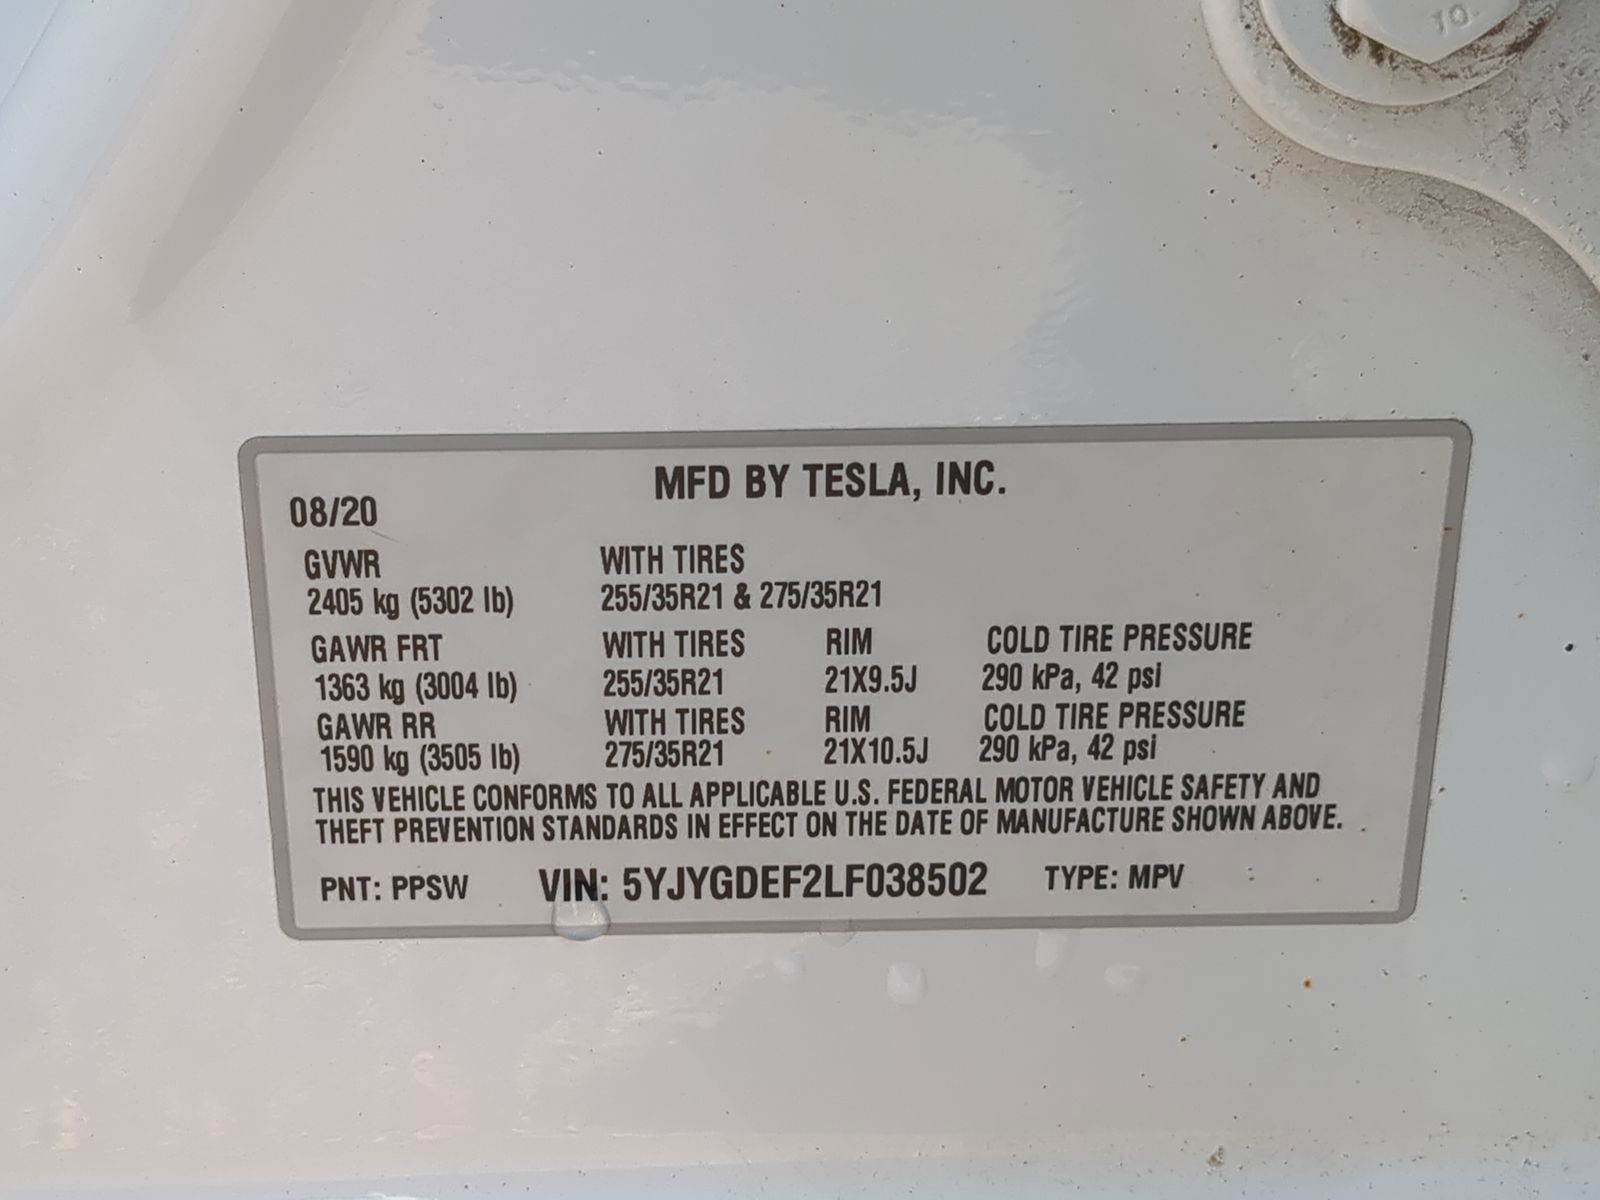 10.
MFD BY TESLA, INC.
08/20
GVWR WITH TIRES
2405 kg (5302 lb) 255/35R21 & 275/35R21
GAWR FRT WITH TIRES RIM COLD TIRE PRESSURE
1363 kg (3004 lb) 255/35R21 21X9.5J 290 kPa, 42 psi
GAWR RR WITH TIRES RIM COLD TIRE PRESSURE
1590 kg (3505 lb) 275/35R21 21X10.5J 290 kPa, 42 psi
THIS VEHICLE CONFORMS TO ALL APPLICABLE U.S. FEDERAL MOTOR VEHICLE SAFETY AND
THEFT PREVENTION STANDARDS IN EFFECT ON THE DATE OF MANUFACTURE SHOWN ABOVE.
PNT: PPSW VIN: 5YJYGDEF2LF038502 TYPE: MPV